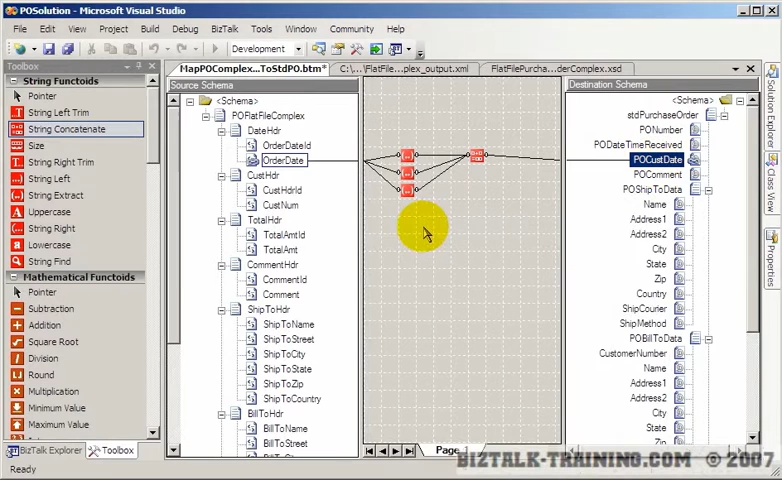 POSolution - Microsoft Visual Studio
File Edit View Project Build Debug BizTalk Tools Window Community Help
Development
Toolbox
String Functoids
Pointer
String Left Trim
String Concatenate
Size
String Right Trim
String Left
String Extract
Uppercase
String Right
Lowercase
String Find
Mathematical Functoids
Pointer
Subtraction
Addition
Square Root
Division
Round
Multiplication
Minimum Value
Maximum Value
BizTalk Explorer Toolbox
MapPOComplex...ToStdPO.btm* C:\...\FlatFile...plex_output.xml FlatFilePurcha...derComplex.xsd
Source Schema
<Schema>
POFlatFileComplex
DateHdr
OrderDateId
OrderDate
CustHdr
CustHdrId
CustNum
TotalHdr
TotalAmtId
TotalAmt
CommentHdr
CommentId
Comment
ShipToHdr
ShipToName
ShipToStreet
ShipToCity
ShipToState
ShipToZip
ShipToCountry
BillToHdr
BillToName
BillToStreet
Page 1
Destination Schema
<Schema>
stdPurchaseOrder
PONumber
PODateTimeReceived
POCustDate
POComment
POShipToData
Name
Address1
Address2
City
State
Zip
Country
ShipCourier
ShipMethod
POBillToData
CustomerNumber
Name
Address1
Address2
City
State
Solution Explorer
Class View
Properties
Ready
BIZTALK-TRAINING.COM © 2007